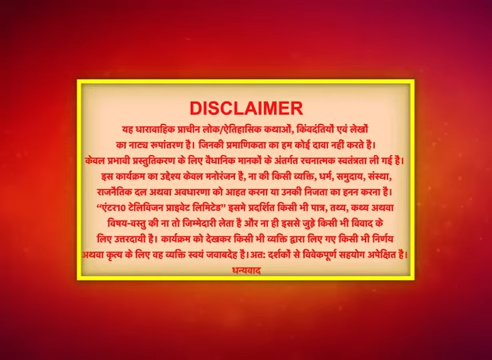 DISCLAIMER
यह धारावाहिक प्राचीन लोक/ऐतिहासिक कथाओं, किंवदंतियों एवं लेखों
का नाट्य रूपांतरण है। जिनकी प्रमाणिकता का हम कोई दावा नही करते है।
केवल प्रभावी प्रस्तुतिकरण के लिए वैधानिक मानकों के अंतर्गत रचनात्मक स्वतंत्रता ली गई है।
इस कार्यक्रम का उद्देश्य केवल मनोरंजन है, ना की किसी व्यक्ति, धर्म, समुदाय, संस्था,
राजनैतिक दल अथवा अवधारणा को आहत करना या उनकी निजता का हनन करना है।
“एंटर10 टेलिविजन प्राइवेट लिमिटेड” इसमे प्रदर्शित किसी भी पात्र, तथ्य, कथ्य अथवा
विषय-वस्तु की ना तो जिम्मेदारी लेता है और ना ही इससे जुड़े किसी भी विवाद के
लिए उत्तरदायी है। कार्यक्रम को देखकर किसी भी व्यक्ति द्वारा लिए गए किसी भी निर्णय
अथवा कृत्य के लिए वह व्यक्ति स्वयं जवाबदेह है।अत: दर्शकों से विवेकपूर्ण सहयोग अपेक्षित है।
धन्यवाद